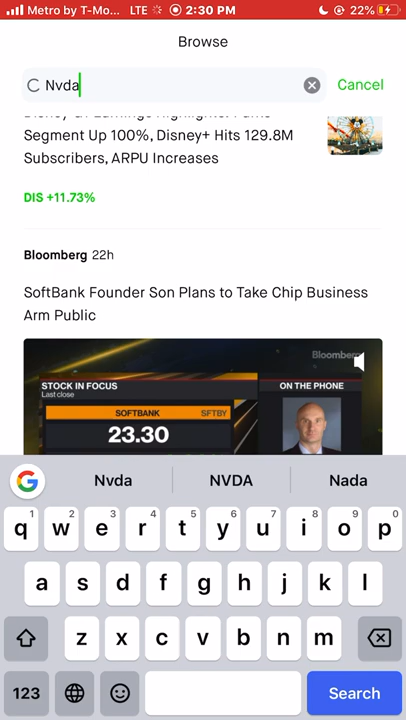 Metro by T-Mo... LTE 2:30 PM 22%
Browse
Nvda Cancel
Segment Up 100%, Disney+ Hits 129.8M
Subscribers, ARPU Increases
DIS +11.73%
Bloomberg 22h
SoftBank Founder Son Plans to Take Chip Business
Arm Public
Bloomberg
STOCK IN FOCUS
Last close
ON THE PHONE
SOFTBANK SFTBY
23.30
Nvda NVDA Nada
1 2 3 4 5 6 7 8 9 0
q w e r t y u i o p
a s d f g h j k l
z x c v b n m
123 Search